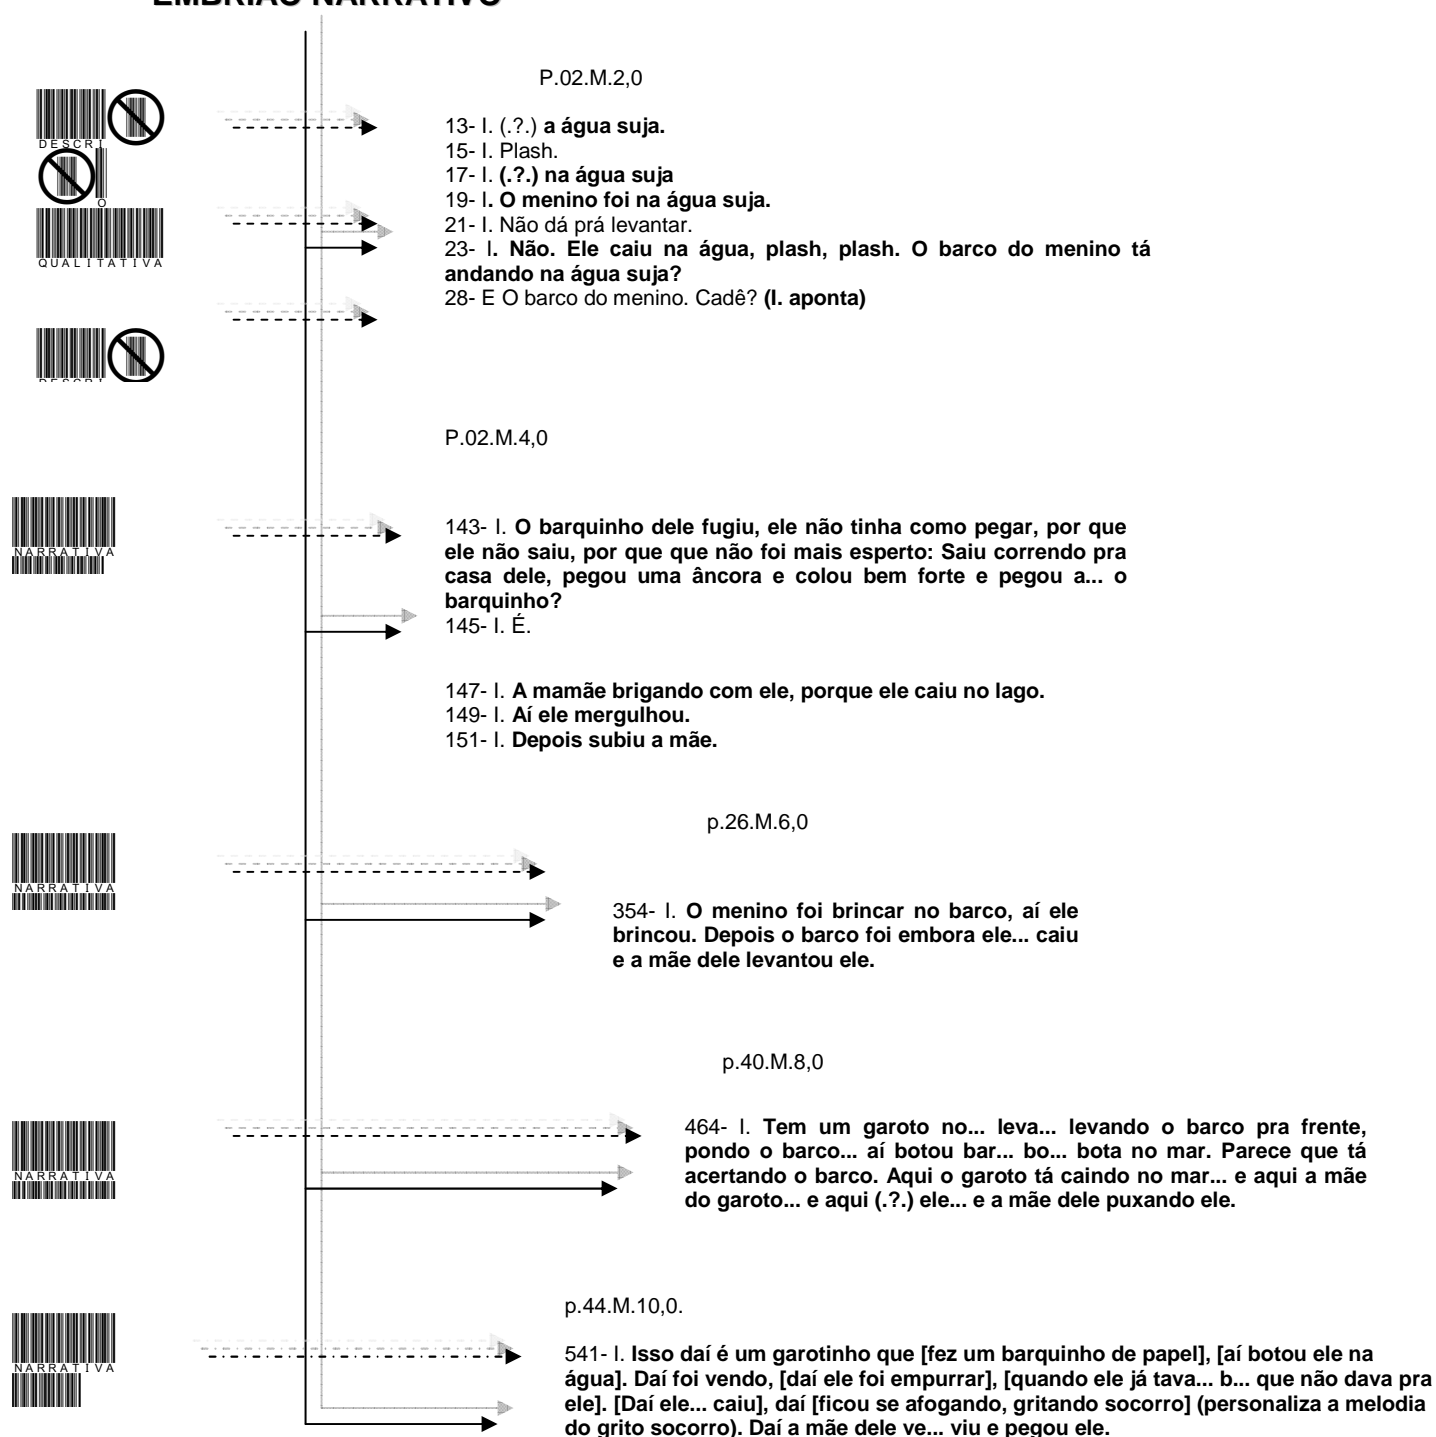 EMBRIÃO NARRATIVO
P.02.M.2,0
13- I. (.?.) a água suja.
15- I. Plash.
17- I. (.?.) na água suja
19- I. O menino foi na água suja.
21- I. Não dá prá levantar.
23- I. Não. Ele caiu na água, plash, plash. O barco do menino tá
andando na água suja?
28- E O barco do menino. Cadê? (I. aponta)
DESCRI
O
QUALITATIVA
DESCRI
P.02.M.4,0
NARRATIVA
143- I. O barquinho dele fugiu, ele não tinha como pegar, por que
ele não saiu, por que que não foi mais esperto: Saiu correndo pra
casa dele, pegou uma âncora e colou bem forte e pegou a... o
barquinho?
145- I. É.
147- I. A mamãe brigando com ele, porque ele caiu no lago.
149- I. Aí ele mergulhou.
151- I. Depois subiu a mãe.
p.26.M.6,0
NARRATIVA
354- I. O menino foi brincar no barco, aí ele
brincou. Depois o barco foi embora ele... caiu
e a mãe dele levantou ele.
p.40.M.8,0
NARRATIVA
464- I. Tem um garoto no... leva... levando o barco pra frente,
pondo o barco... aí botou bar... bo... bota no mar. Parece que tá
acertando o barco. Aqui o garoto tá caindo no mar... e aqui a mãe
do garoto... e aqui (.?.) ele... e a mãe dele puxando ele.
p.44.M.10,0.
NARRATIVA
541- I. Isso daí é um garotinho que [fez um barquinho de papel], [aí botou ele na
água]. Daí foi vendo, [daí ele foi empurrar], [quando ele já tava... b... que não dava pra
ele]. [Daí ele... caiu], daí [ficou se afogando, gritando socorro] (personaliza a melodia
do grito socorro). Daí a mãe dele ve... viu e pegou ele.